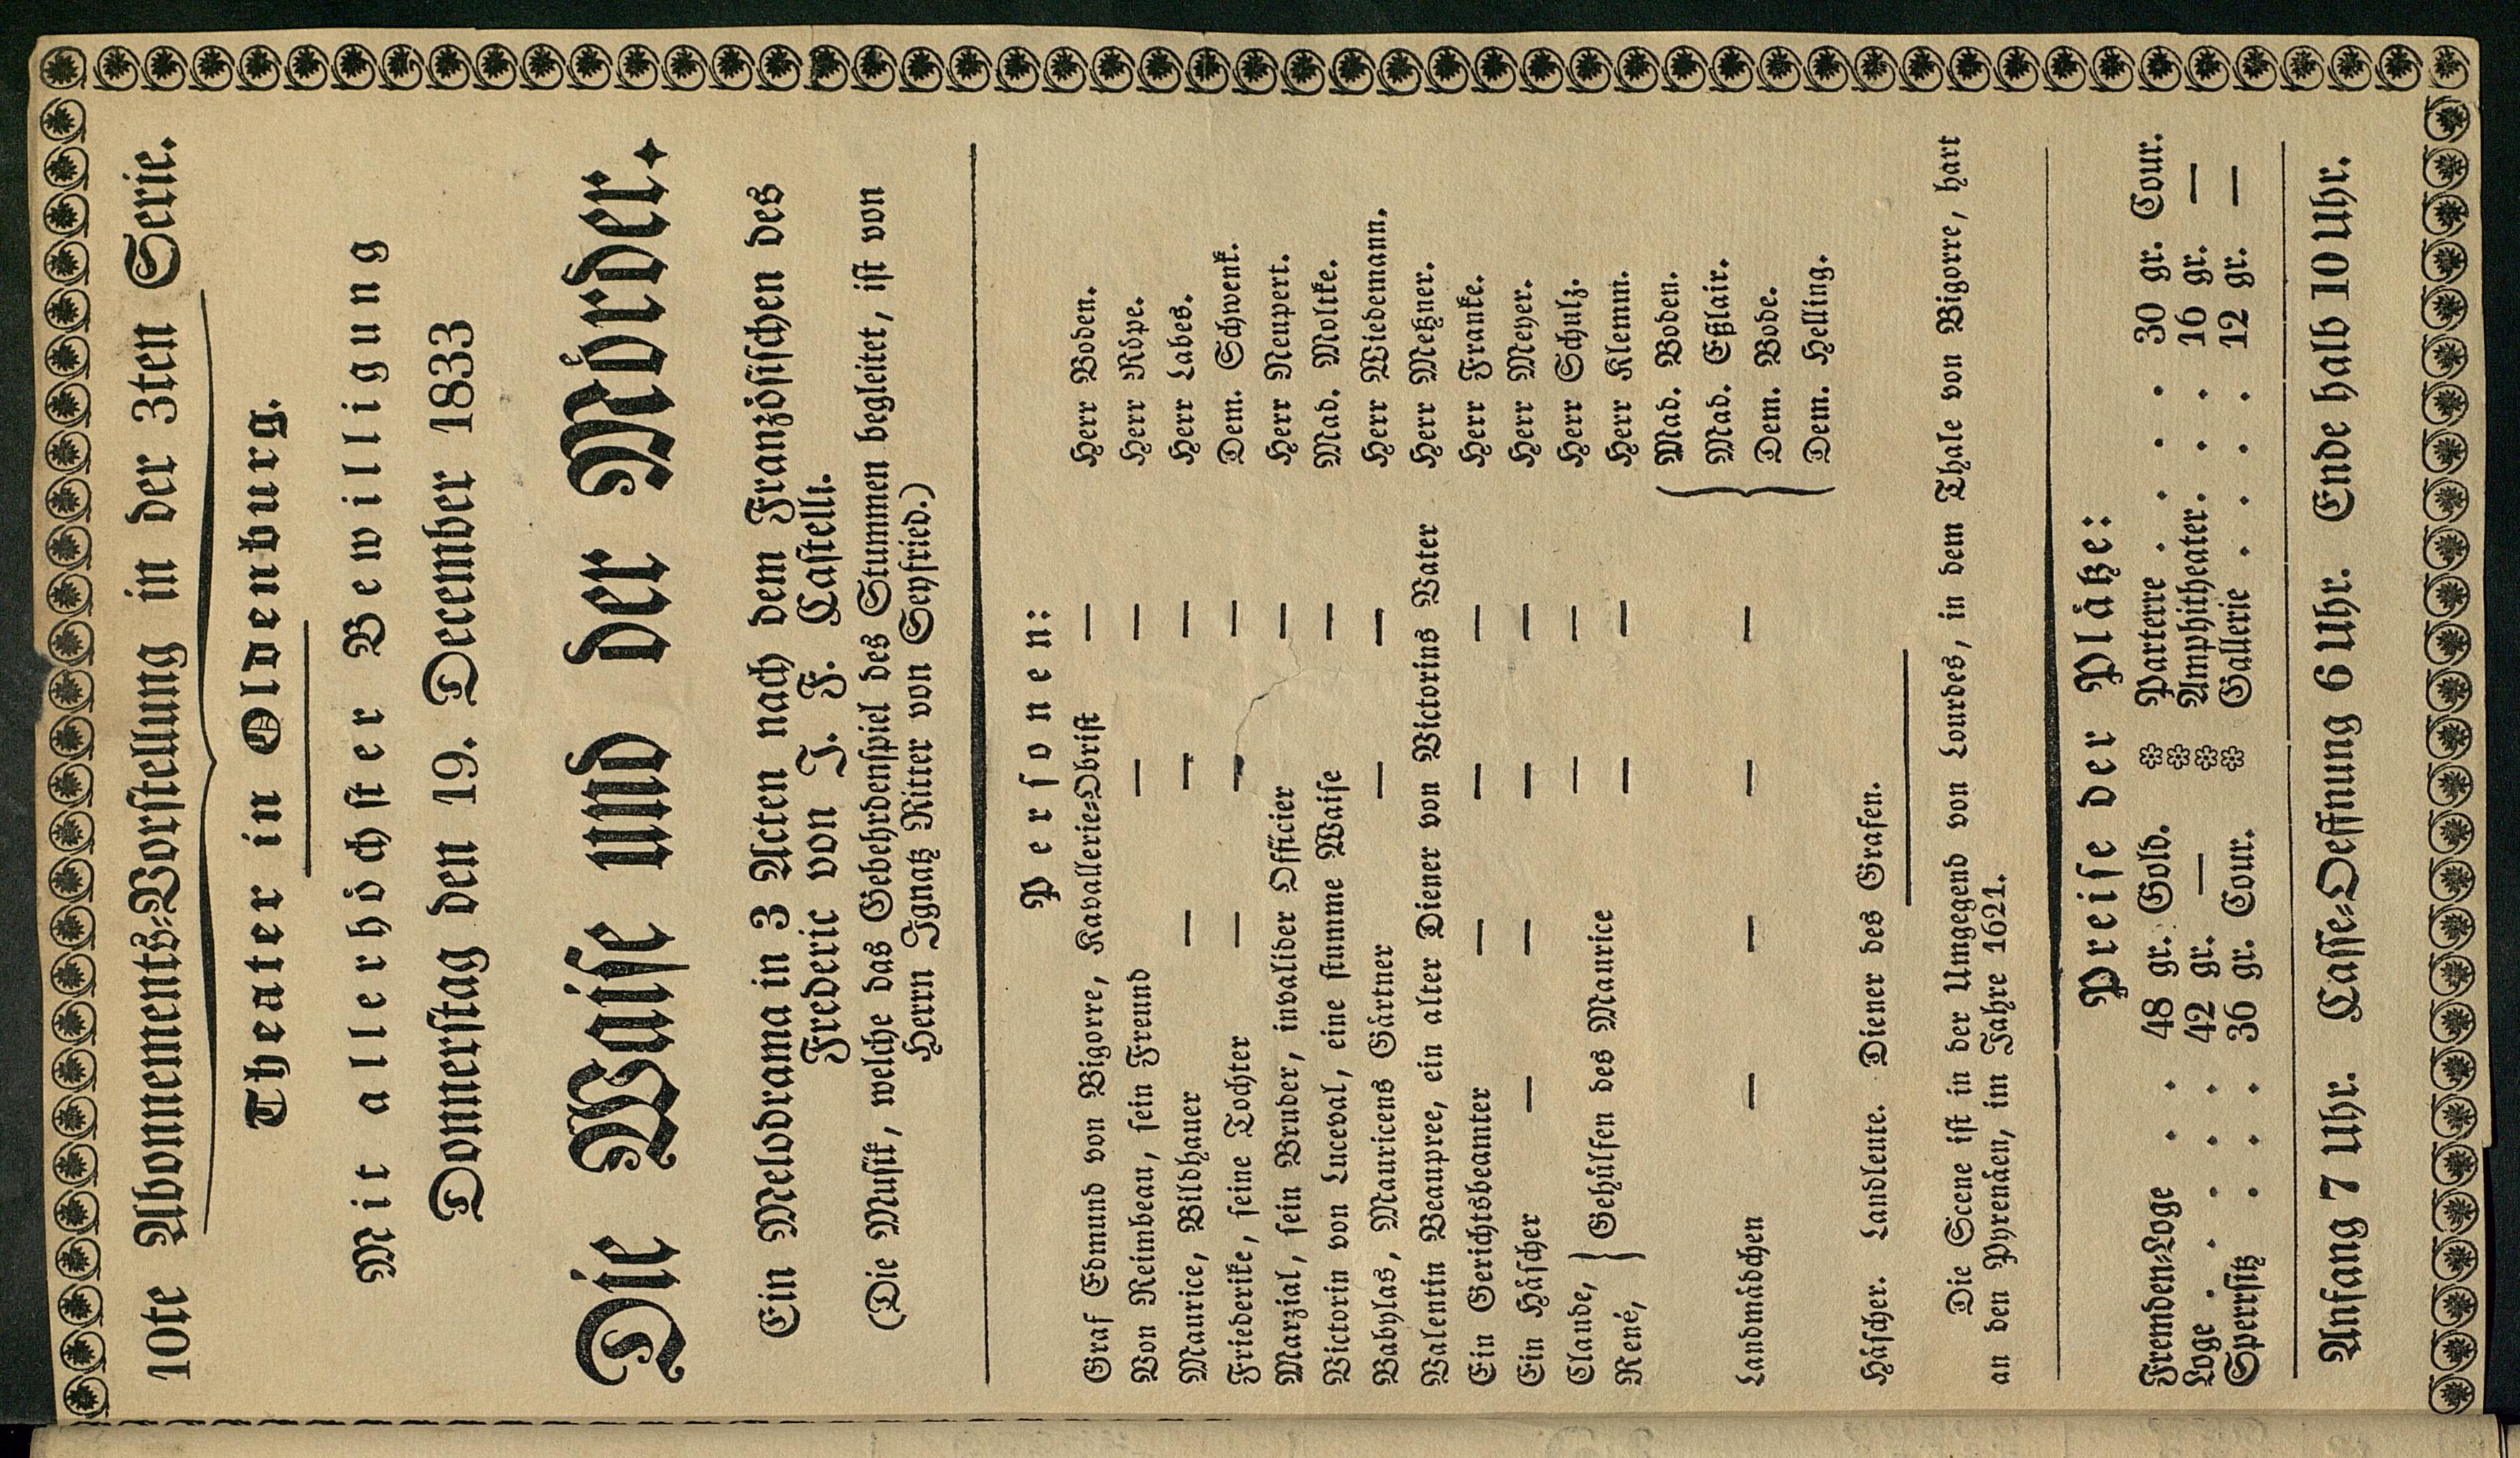 10te Abonnements-Vorstellung in der 3ten Serie.
Theater in Oldenburg.
Mit allerhöchster Bewilligung
Donnerstag den 19. December 1833
Die Waise und der Mörder.
Ein Melodrama in 3 Acten nach dem Französischen des
Frederic von J. F. Castelli.
(Die Musik, welche das Gebehrdenspiel des Stummen begleitet, ist von
Herrn Ignatz Ritter von Seyfried.)
Personen:
Graf Edmund von Bigorre, Kavallerie-Obrist — Herr Boden.
Von Reimbeau, sein Freund — — Herr Röpe.
Maurice, Bildhauer — — — Herr Labes.
Friederike, seine Tochter — — — Dem. Schwenk.
Marzial, sein Bruder, invalider Officier — Herr Neupert.
Victorin von Luceval, eine stumme Waise — Mad. Moltke.
Babylas, Mauricens Gärtner — — Herr Wiedemann.
Valentin Beaupree, ein alter Diener von Victorins Vater Herr Meßner.
Ein Gerichtsbeamter — — — Herr Franke.
Ein Häscher — — — — Herr Meyer.
Claude, } Gehülfen des Maurice — — Herr Schulz.
René, — — Herr Klemm.
Landmädchen — — — — { Mad. Boden.
Mad. Eßlair.
Dem. Bode.
Dem. Helling.
Häscher. Landleute. Diener des Grafen.
Die Scene ist in der Umgegend von Lourdes, in dem Thale von Bigorre, hart
an den Pyrenäen, im Jahre 1621.
Preise der Plätze:
Fremden-Loge . . 48 gr. Gold. Parterre . . . . 30 gr. Cour.
Loge . . . . . 42 gr. — Amphitheater. . . 16 gr. —
Sperrsitz . . . 36 gr. Cour. Gallerie . . . . 12 gr. —
Anfang 7 Uhr. Casse-Oeffnung 6 Uhr. Ende halb 10 Uhr.